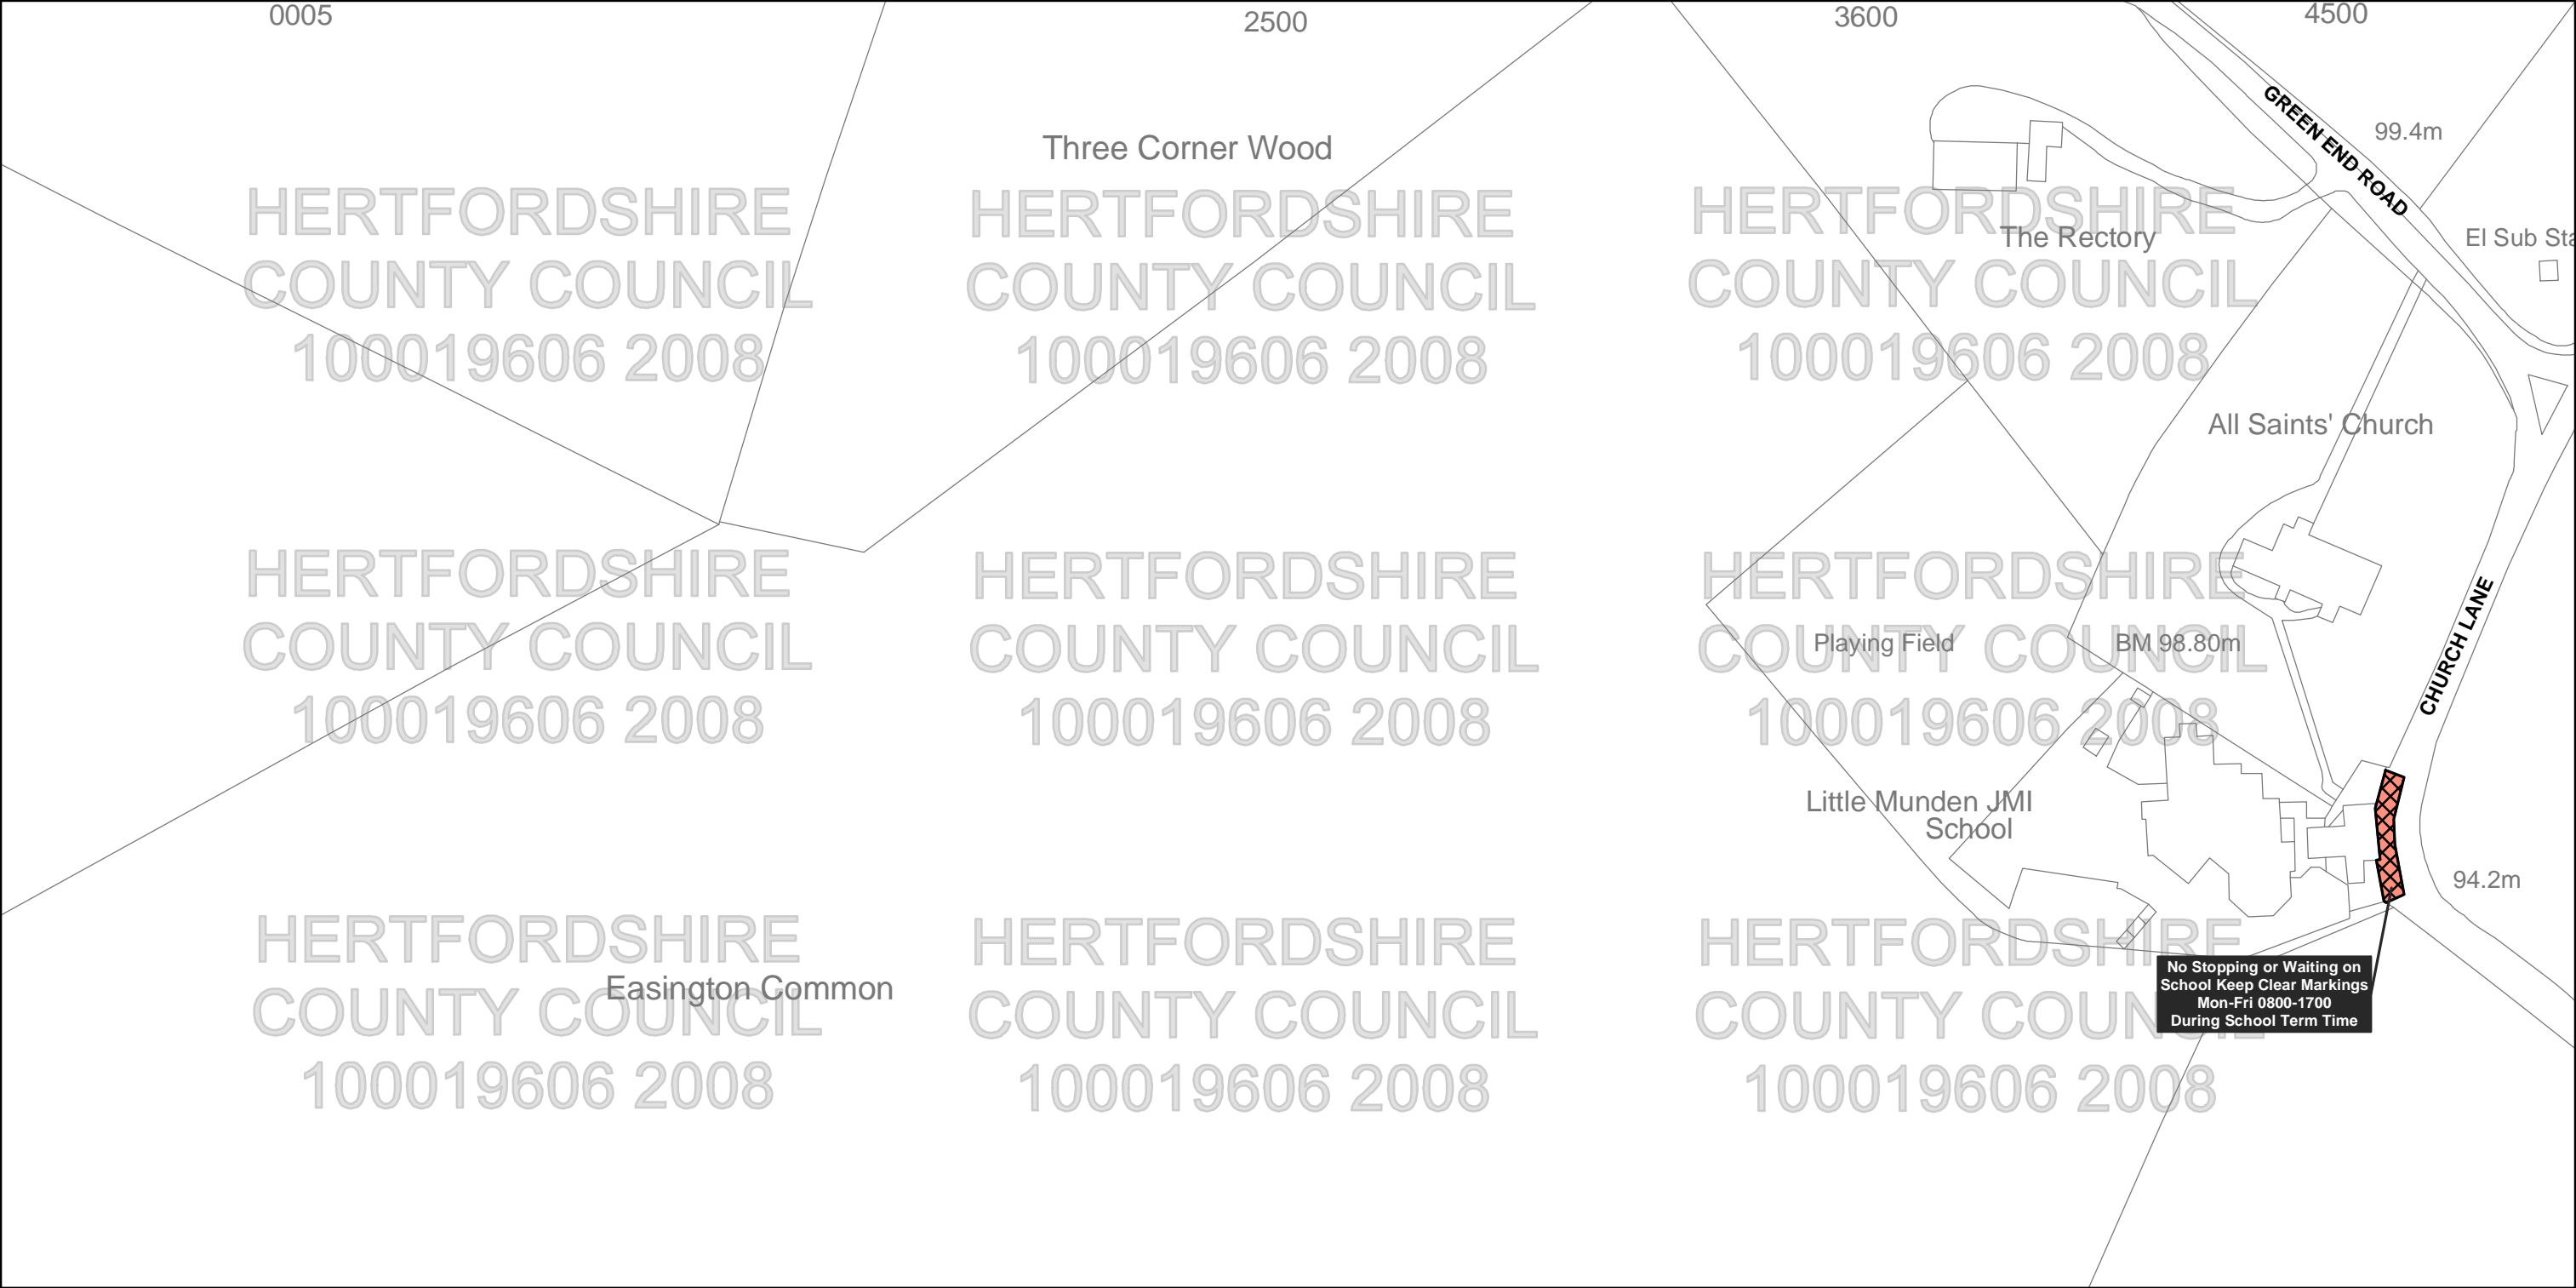 0005
2500
3600
4500
GREEN END ROAD
99.4m
Three Corner Wood
HERTFORDSHIRE
COUNTY COUNCIL
100019606 2008
HERTFORDSHIRE
COUNTY COUNCIL
100019606 2008
HERTFORDSHIRE
COUNTY COUNCIL
100019606 2008
The Rectory
El Sub Sta
All Saints' Church
HERTFORDSHIRE
COUNTY COUNCIL
100019606 2008
HERTFORDSHIRE
COUNTY COUNCIL
100019606 2008
HERTFORDSHIRE
COUNTY COUNCIL
100019606 2008
Playing Field
BM 98.80m
CHURCH LANE
Little Munden JMI
School
94.2m
HERTFORDSHIRE
COUNTY COUNCIL
100019606 2008
Easington Common
HERTFORDSHIRE
COUNTY COUNCIL
100019606 2008
HERTFORDSHIRE
COUNTY COUN
100019606 2008
No Stopping or Waiting on
School Keep Clear Markings
Mon-Fri 0800-1700
During School Term Time